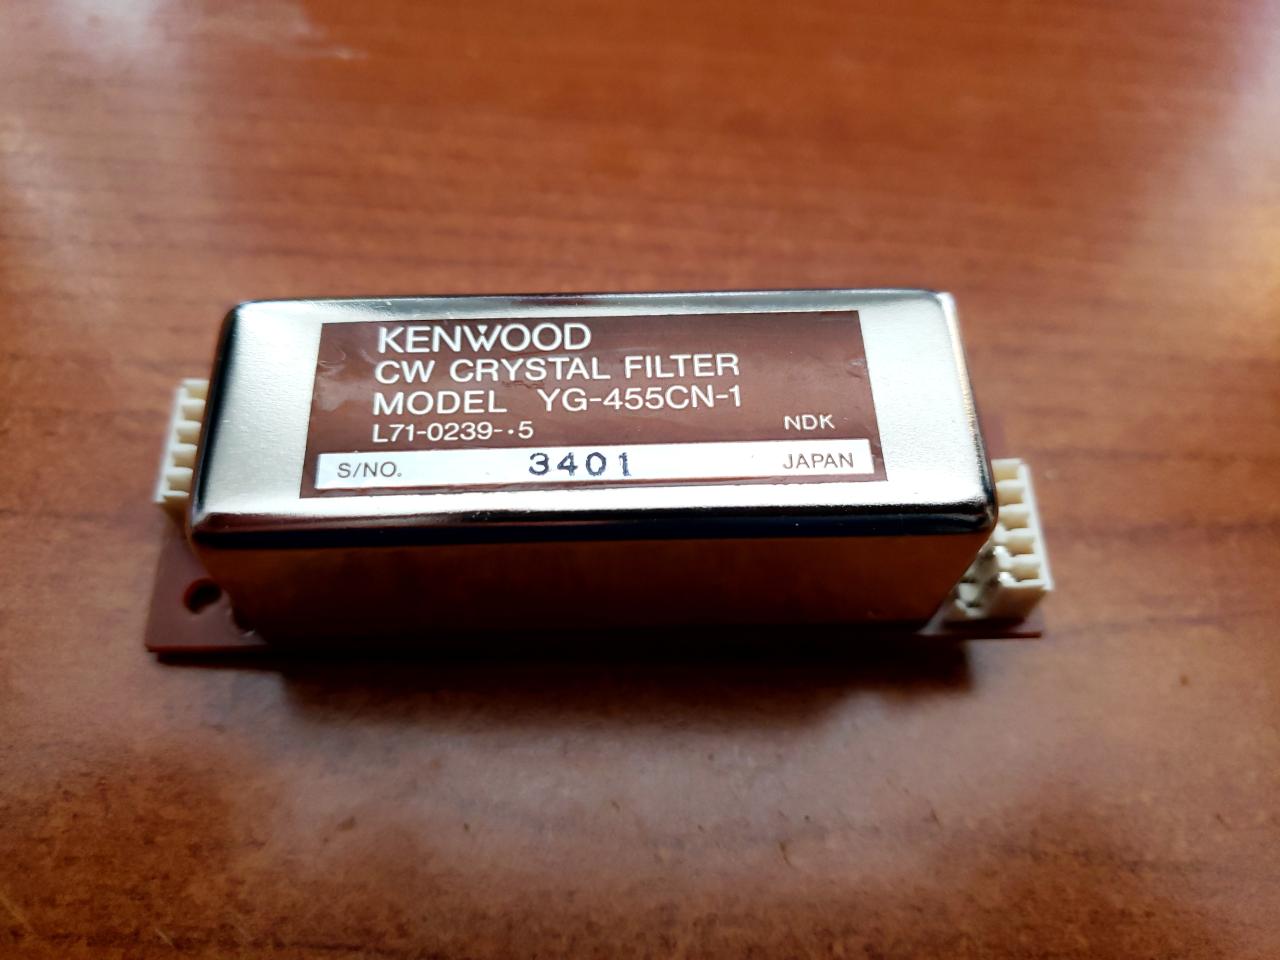 KENWOOD
CW CRYSTAL FILTER
MODEL YG-455CN-1
L71-0239-·5 NDK
S/NO. 3401 JAPAN